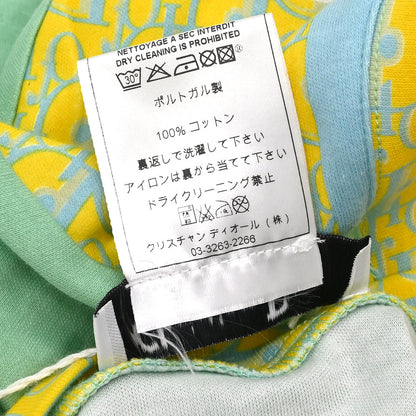 NETTOYAGE A SEC INTERDIT
DRY CLEANING IS PROHIBITED
30°
ポルトガル製
100% コットン
裏返しで洗濯して下さい
アイロンは裏から当てて下さい
ドライクリーニング禁止
クリスチャン ディオール (株)
03-3263-2266